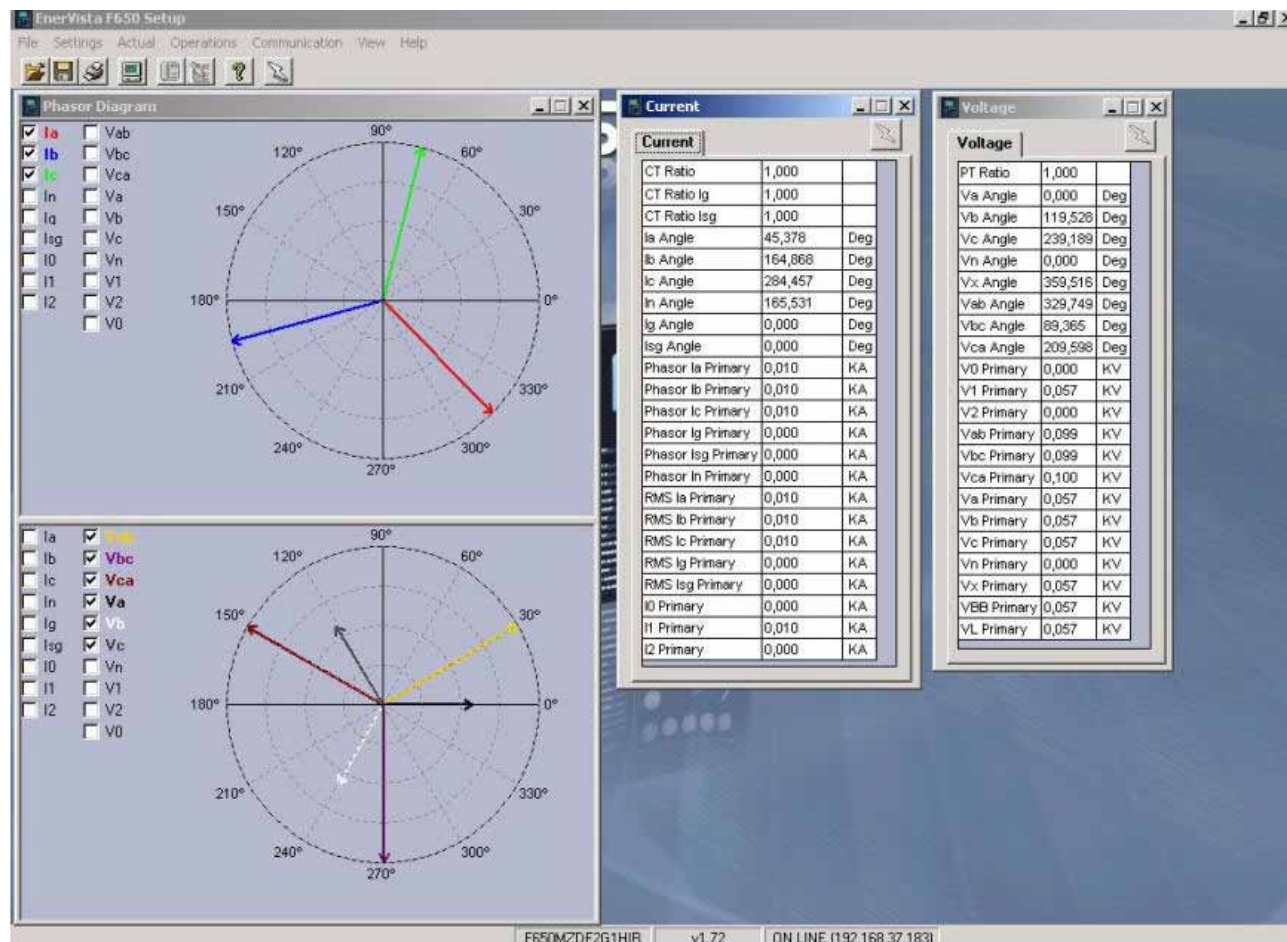 EnerVista F650 Setup
File Settings Actual Operations Communication View Help
Phasor Diagram
Ia Vab
Ib Vbc
Ic Vca
In Va
Ig Vb
Isg Vc
I0 Vn
I1 V1
I2 V2
V0
90°
120° 60°
150° 30°
180° 0°
210° 330°
240° 300°
270°
Ia Vab
Ib Vbc
Ic Vca
In Va
Ig Vb
Isg Vc
I0 Vn
I1 V1
I2 V2
V0
90°
120° 60°
150° 30°
180° 0°
210° 330°
240° 300°
270°
Current
Current
CT Ratio 1,000
CT Ratio Ig 1,000
CT Ratio Isg 1,000
Ia Angle 45,378 Deg
Ib Angle 164,868 Deg
Ic Angle 284,457 Deg
In Angle 165,531 Deg
Ig Angle 0,000 Deg
Isg Angle 0,000 Deg
Phasor Ia Primary 0,010 KA
Phasor Ib Primary 0,010 KA
Phasor Ic Primary 0,010 KA
Phasor Ig Primary 0,000 KA
Phasor Isg Primary 0,000 KA
Phasor In Primary 0,000 KA
RMS Ia Primary 0,010 KA
RMS Ib Primary 0,010 KA
RMS Ic Primary 0,010 KA
RMS Ig Primary 0,000 KA
RMS Isg Primary 0,000 KA
I0 Primary 0,000 KA
I1 Primary 0,010 KA
I2 Primary 0,000 KA
Voltage
Voltage
PT Ratio 1,000
Va Angle 0,000 Deg
Vb Angle 119,528 Deg
Vc Angle 239,189 Deg
Vn Angle 0,000 Deg
Vx Angle 359,516 Deg
Vab Angle 329,749 Deg
Vbc Angle 89,365 Deg
Vca Angle 209,598 Deg
V0 Primary 0,000 KV
V1 Primary 0,057 KV
V2 Primary 0,000 KV
Vab Primary 0,099 KV
Vbc Primary 0,099 KV
Vca Primary 0,100 KV
Va Primary 0,057 KV
Vb Primary 0,057 KV
Vc Primary 0,057 KV
Vn Primary 0,000 KV
Vx Primary 0,057 KV
VBB Primary 0,057 KV
VL Primary 0,057 KV
F650MZDF2G1HIB v1.72 ON LINE (192.168.37.183)